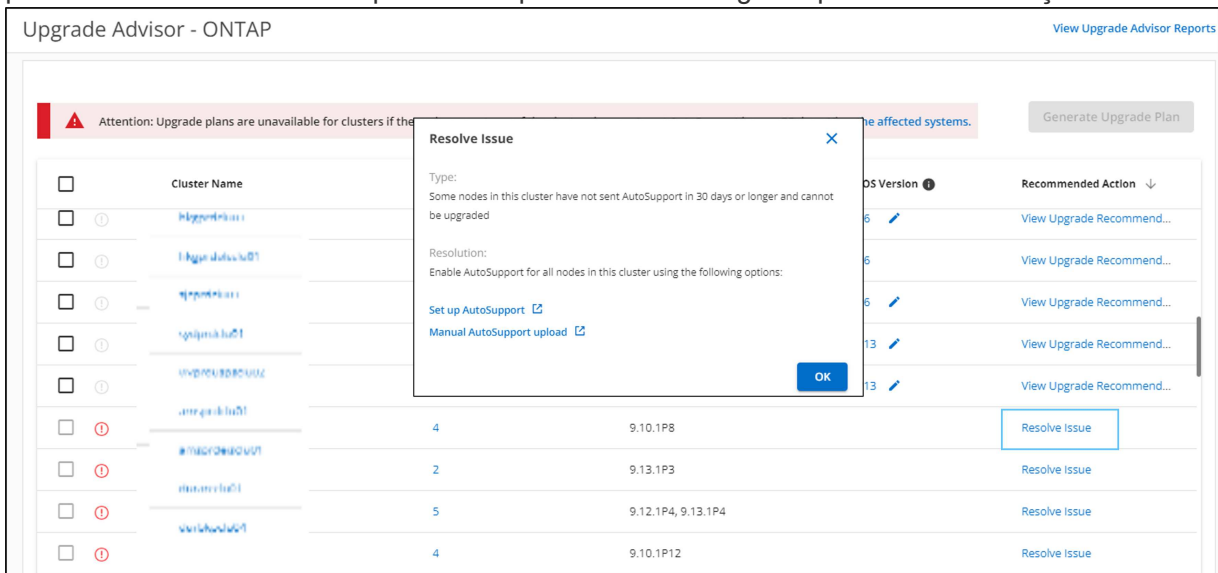 Upgrade Advisor - ONTAP
View Upgrade Advisor Reports
Attention: Upgrade plans are unavailable for clusters if the
he affected systems.
Generate Upgrade Plan
Cluster Name
OS Version
Recommended Action
Resolve Issue
Type:
Some nodes in this cluster have not sent AutoSupport in 30 days or longer and cannot
be upgraded
Resolution:
Enable AutoSupport for all nodes in this cluster using the following options:
Set up AutoSupport
Manual AutoSupport upload
OK
6 View Upgrade Recommend...
6 View Upgrade Recommend...
6 View Upgrade Recommend...
13 View Upgrade Recommend...
13 View Upgrade Recommend...
4 9.10.1P8 Resolve Issue
2 9.13.1P3 Resolve Issue
5 9.12.1P4, 9.13.1P4 Resolve Issue
4 9.10.1P12 Resolve Issue